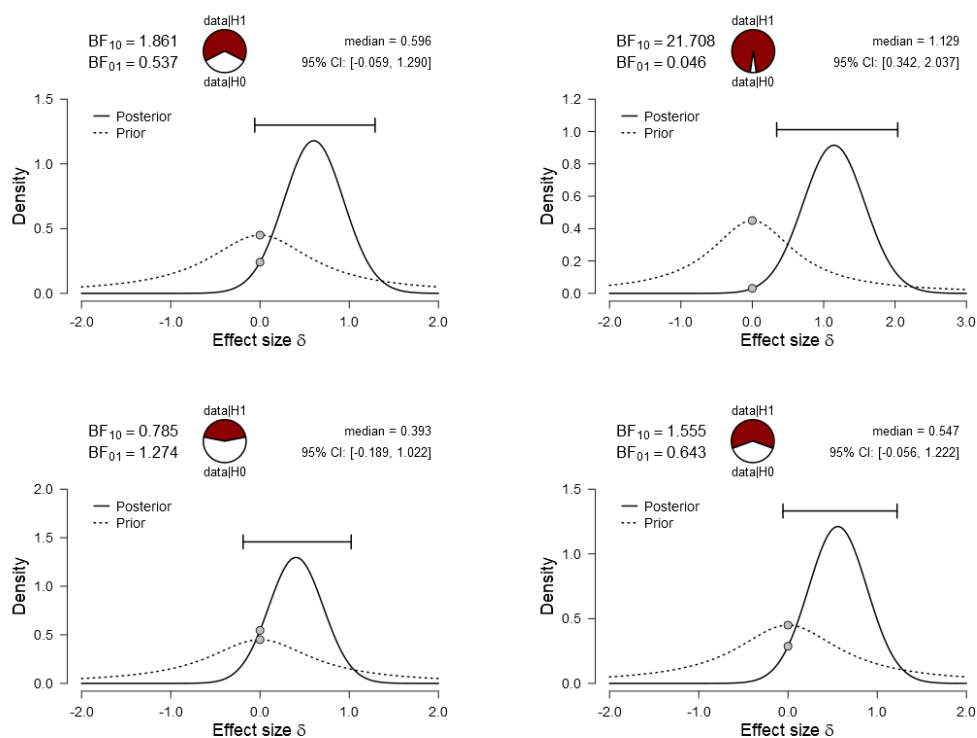 data|H1
BF10 = 1.861
median = 0.596
BF01 = 0.537
95% CI: [-0.059, 1.290]
data|H0
1.5
1.0
0.5
0.0
Density
Posterior
Prior
-2.0 -1.0 0.0 1.0 2.0
Effect size δ
data|H1
BF10 = 21.708
median = 1.129
BF01 = 0.046
95% CI: [0.342, 2.037]
data|H0
1.2
1.0
0.8
0.6
0.4
0.2
0.0
Density
Posterior
Prior
-2.0 -1.0 0.0 1.0 2.0 3.0
Effect size δ
data|H1
BF10 = 0.785
median = 0.393
BF01 = 1.274
95% CI: [-0.189, 1.022]
data|H0
2.0
1.5
1.0
0.5
0.0
Density
Posterior
Prior
-2.0 -1.0 0.0 1.0 2.0
Effect size δ
data|H1
BF10 = 1.555
median = 0.547
BF01 = 0.643
95% CI: [-0.056, 1.222]
data|H0
1.5
1.0
0.5
0.0
Density
Posterior
Prior
-2.0 -1.0 0.0 1.0 2.0
Effect size δ